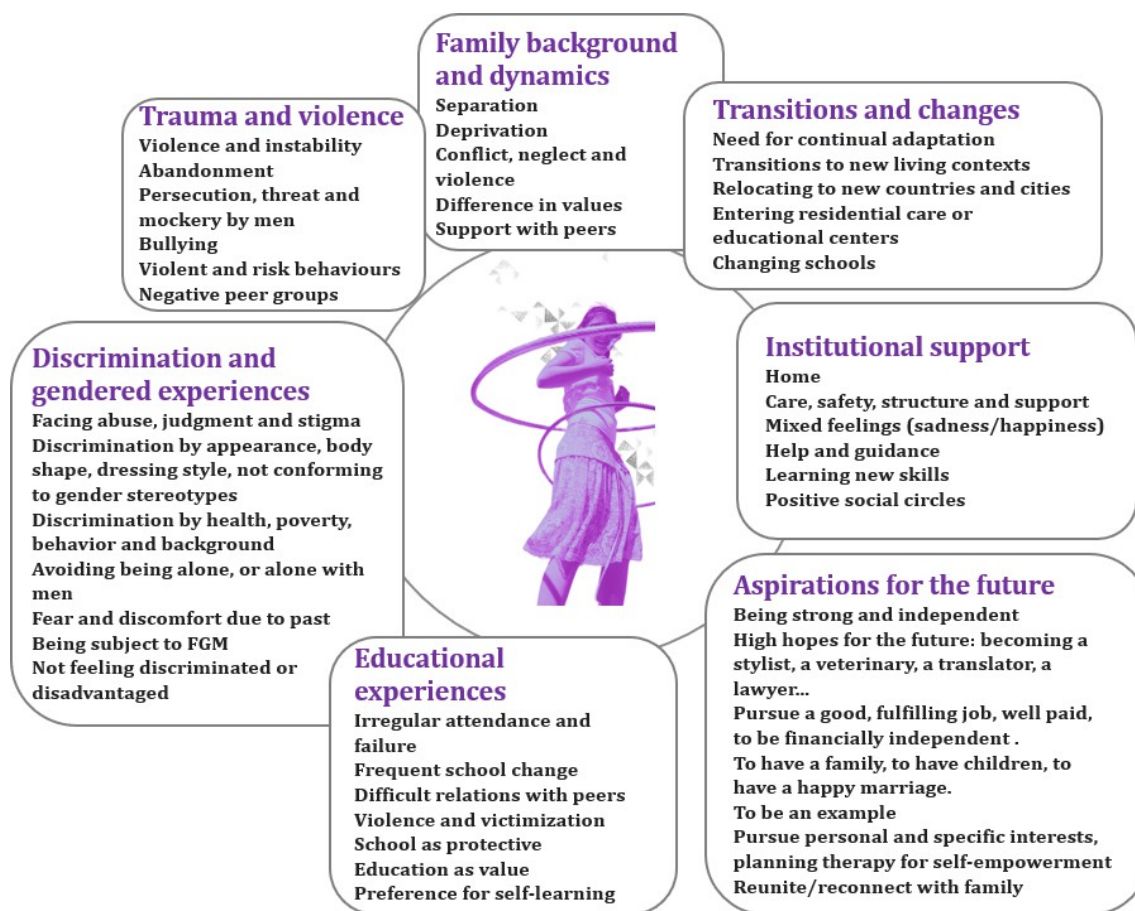 Family background
and dynamics
Separation
Deprivation
Conflict, neglect and
violence
Difference in values
Support with peers
Trauma and violence
Violence and instability
Abandonment
Persecution, threat and
mockery by men
Bullying
Violent and risk behaviours
Negative peer groups
Transitions and changes
Need for continual adaptation
Transitions to new living contexts
Relocating to new countries and cities
Entering residential care or
educational centers
Changing schools
Discrimination and
gendered experiences
Facing abuse, judgment and stigma
Discrimination by appearance, body
shape, dressing style, not conforming
to gender stereotypes
Discrimination by health, poverty,
behavior and background
Avoiding being alone, or alone with
men
Fear and discomfort due to past
Being subject to FGM
Not feeling discriminated or
disadvantaged
Institutional support
Home
Care, safety, structure and support
Mixed feelings (sadness/happiness)
Help and guidance
Learning new skills
Positive social circles
Educational
experiences
Irregular attendance and
failure
Frequent school change
Difficult relations with peers
Violence and victimization
School as protective
Education as value
Preference for self-learning
Aspirations for the future
Being strong and independent
High hopes for the future: becoming a
stylist, a veterinary, a translator, a
lawyer...
Pursue a good, fulfilling job, well paid,
to be financially independent .
To have a family, to have children, to
have a happy marriage.
To be an example
Pursue personal and specific interests,
planning therapy for self-empowerment
Reunite/reconnect with family